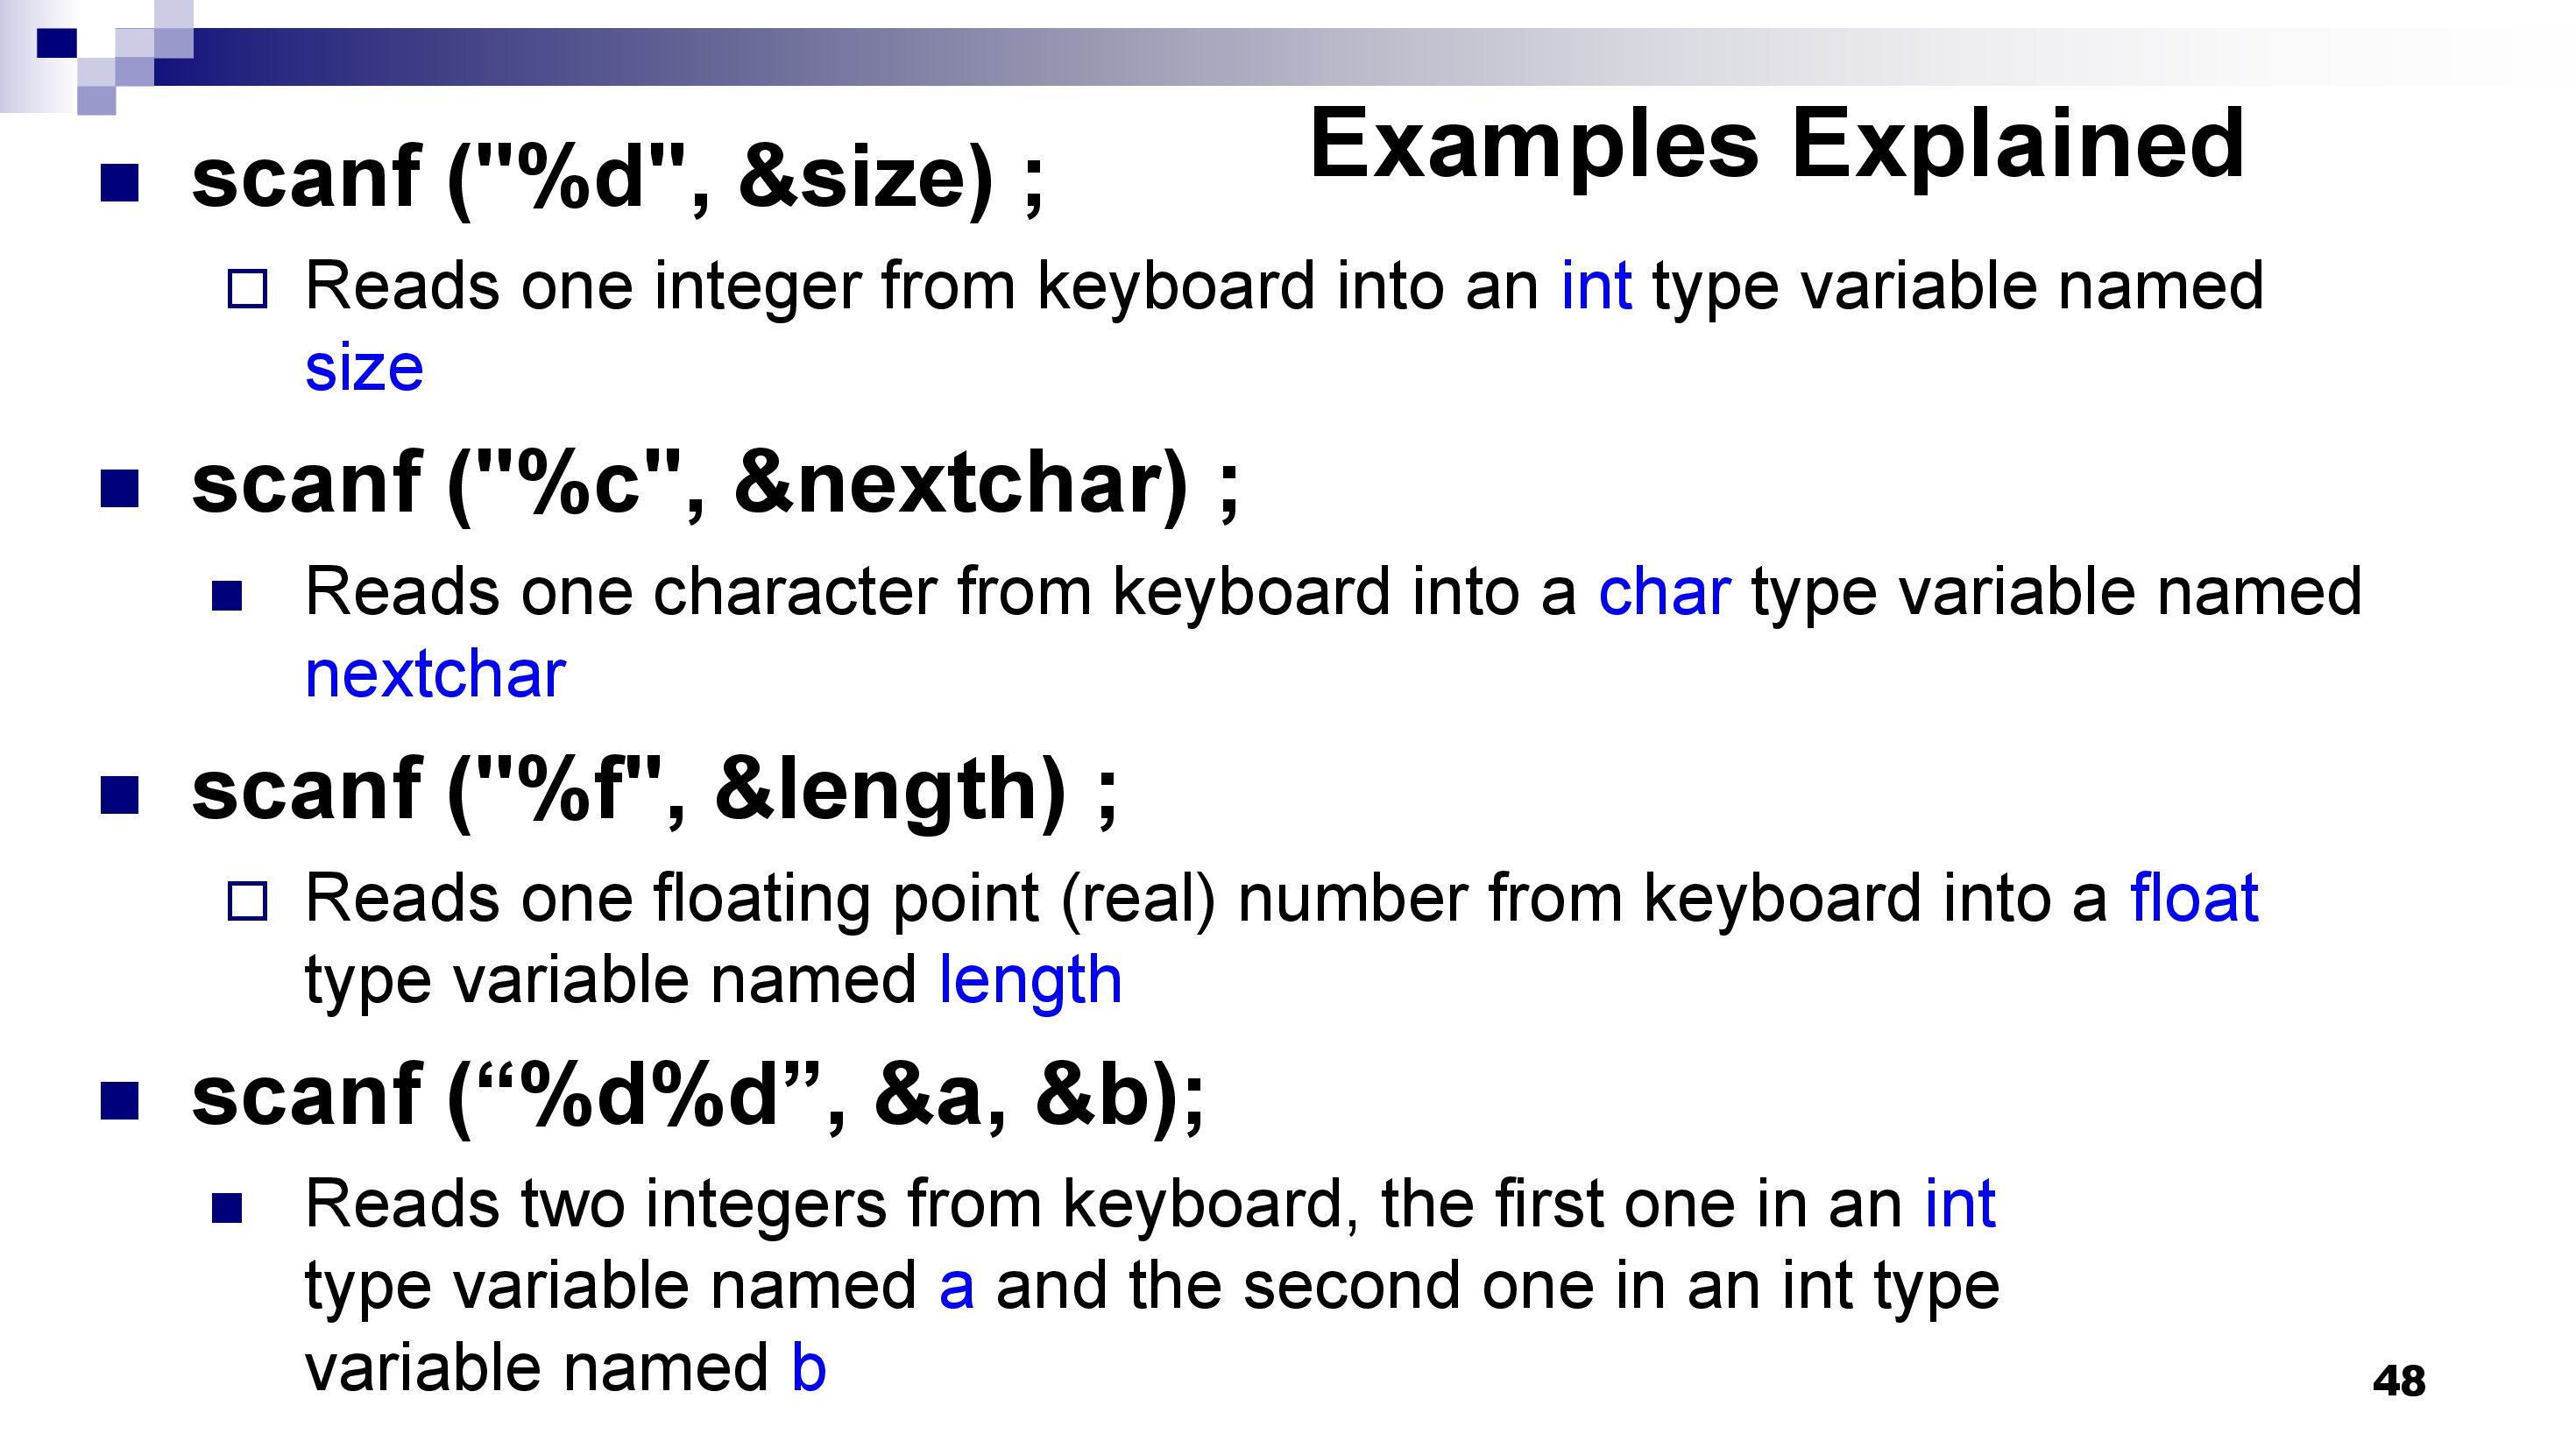 Examples Explained
scanf ("%d", &size) ;
Reads one integer from keyboard into an int type variable named
size
scanf ("%c", &nextchar) ;
Reads one character from keyboard into a char type variable named
nextchar
scanf ("%f", &length) ;
Reads one floating point (real) number from keyboard into a float
type variable named length
scanf (“%d%d”, &a, &b);
Reads two integers from keyboard, the first one in an int
type variable named a and the second one in an int type
variable named b
48